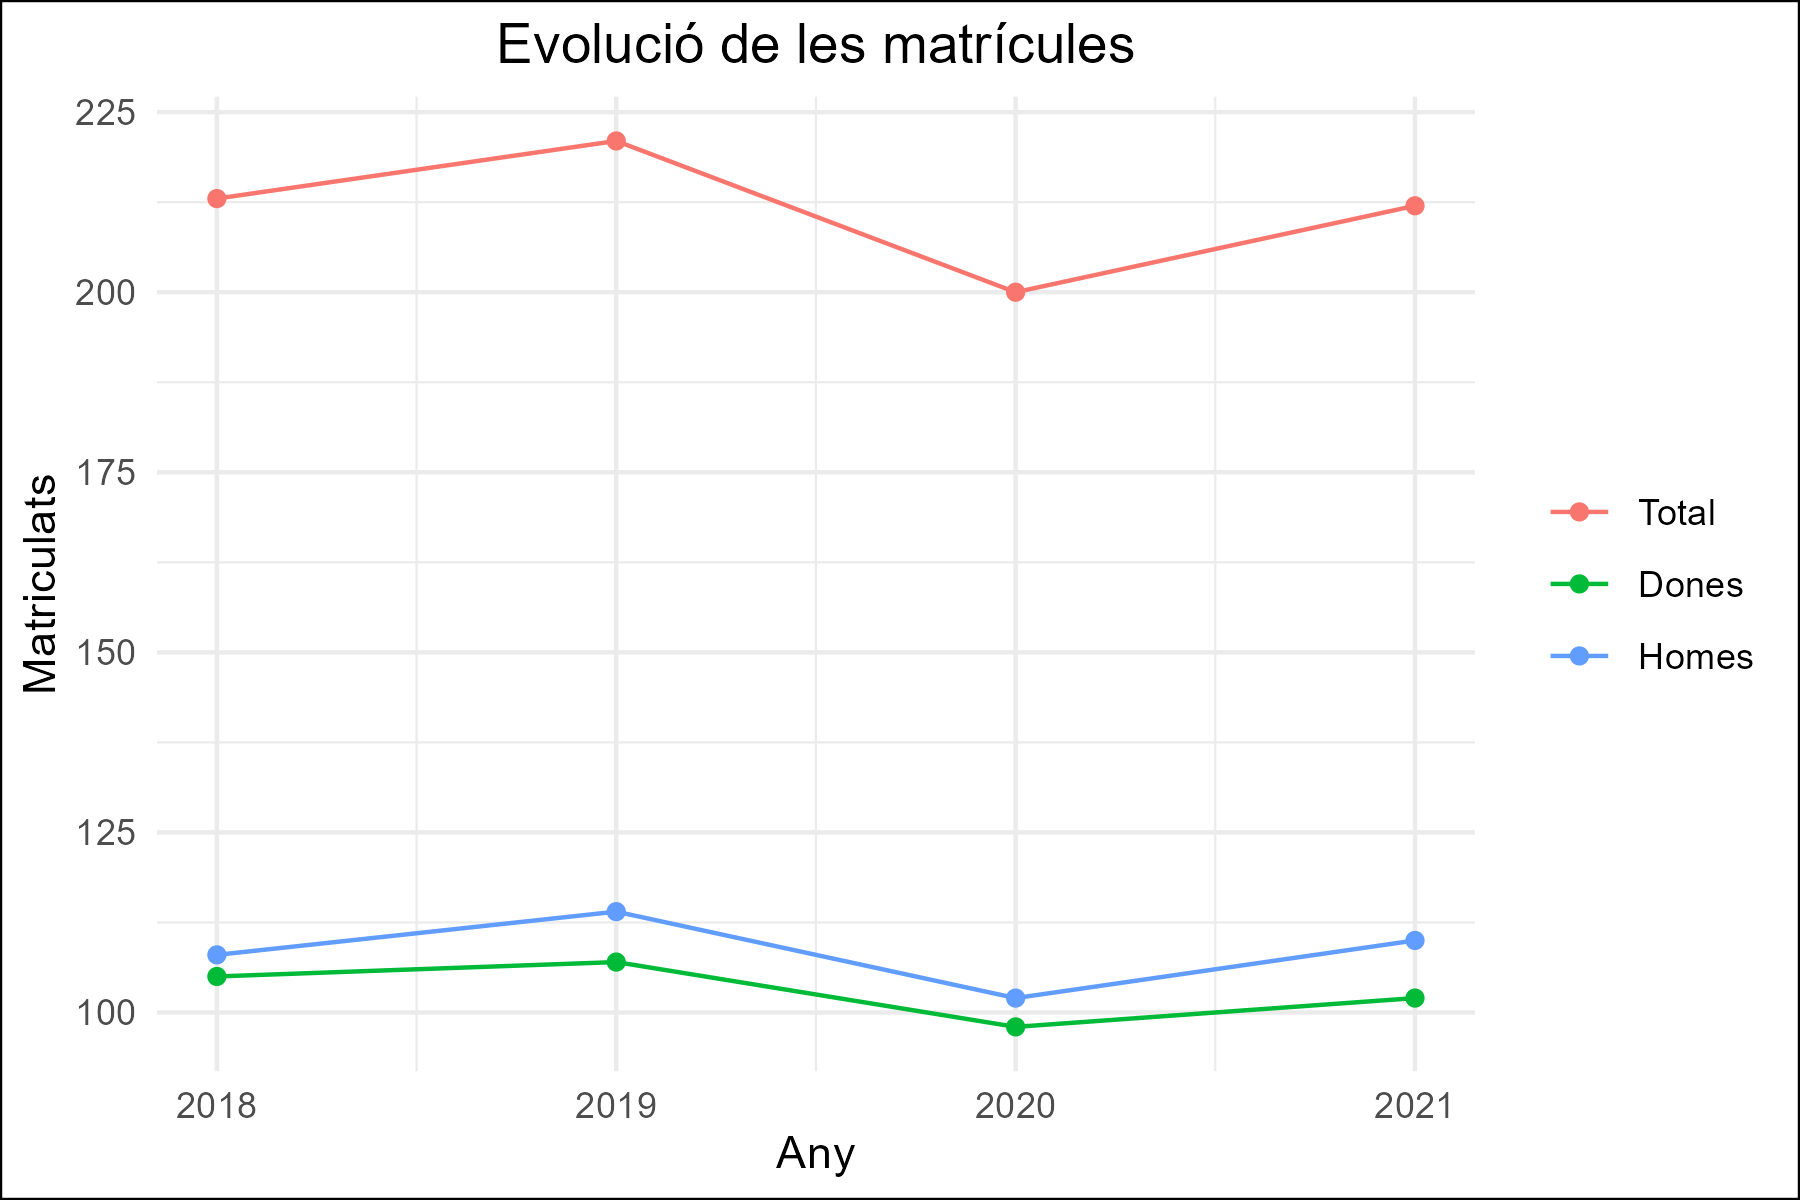 Evolució de les matrícules
225
200
175
150
125
100
Matriculats
2018 2019 2020 2021
Any
Total
Dones
Homes